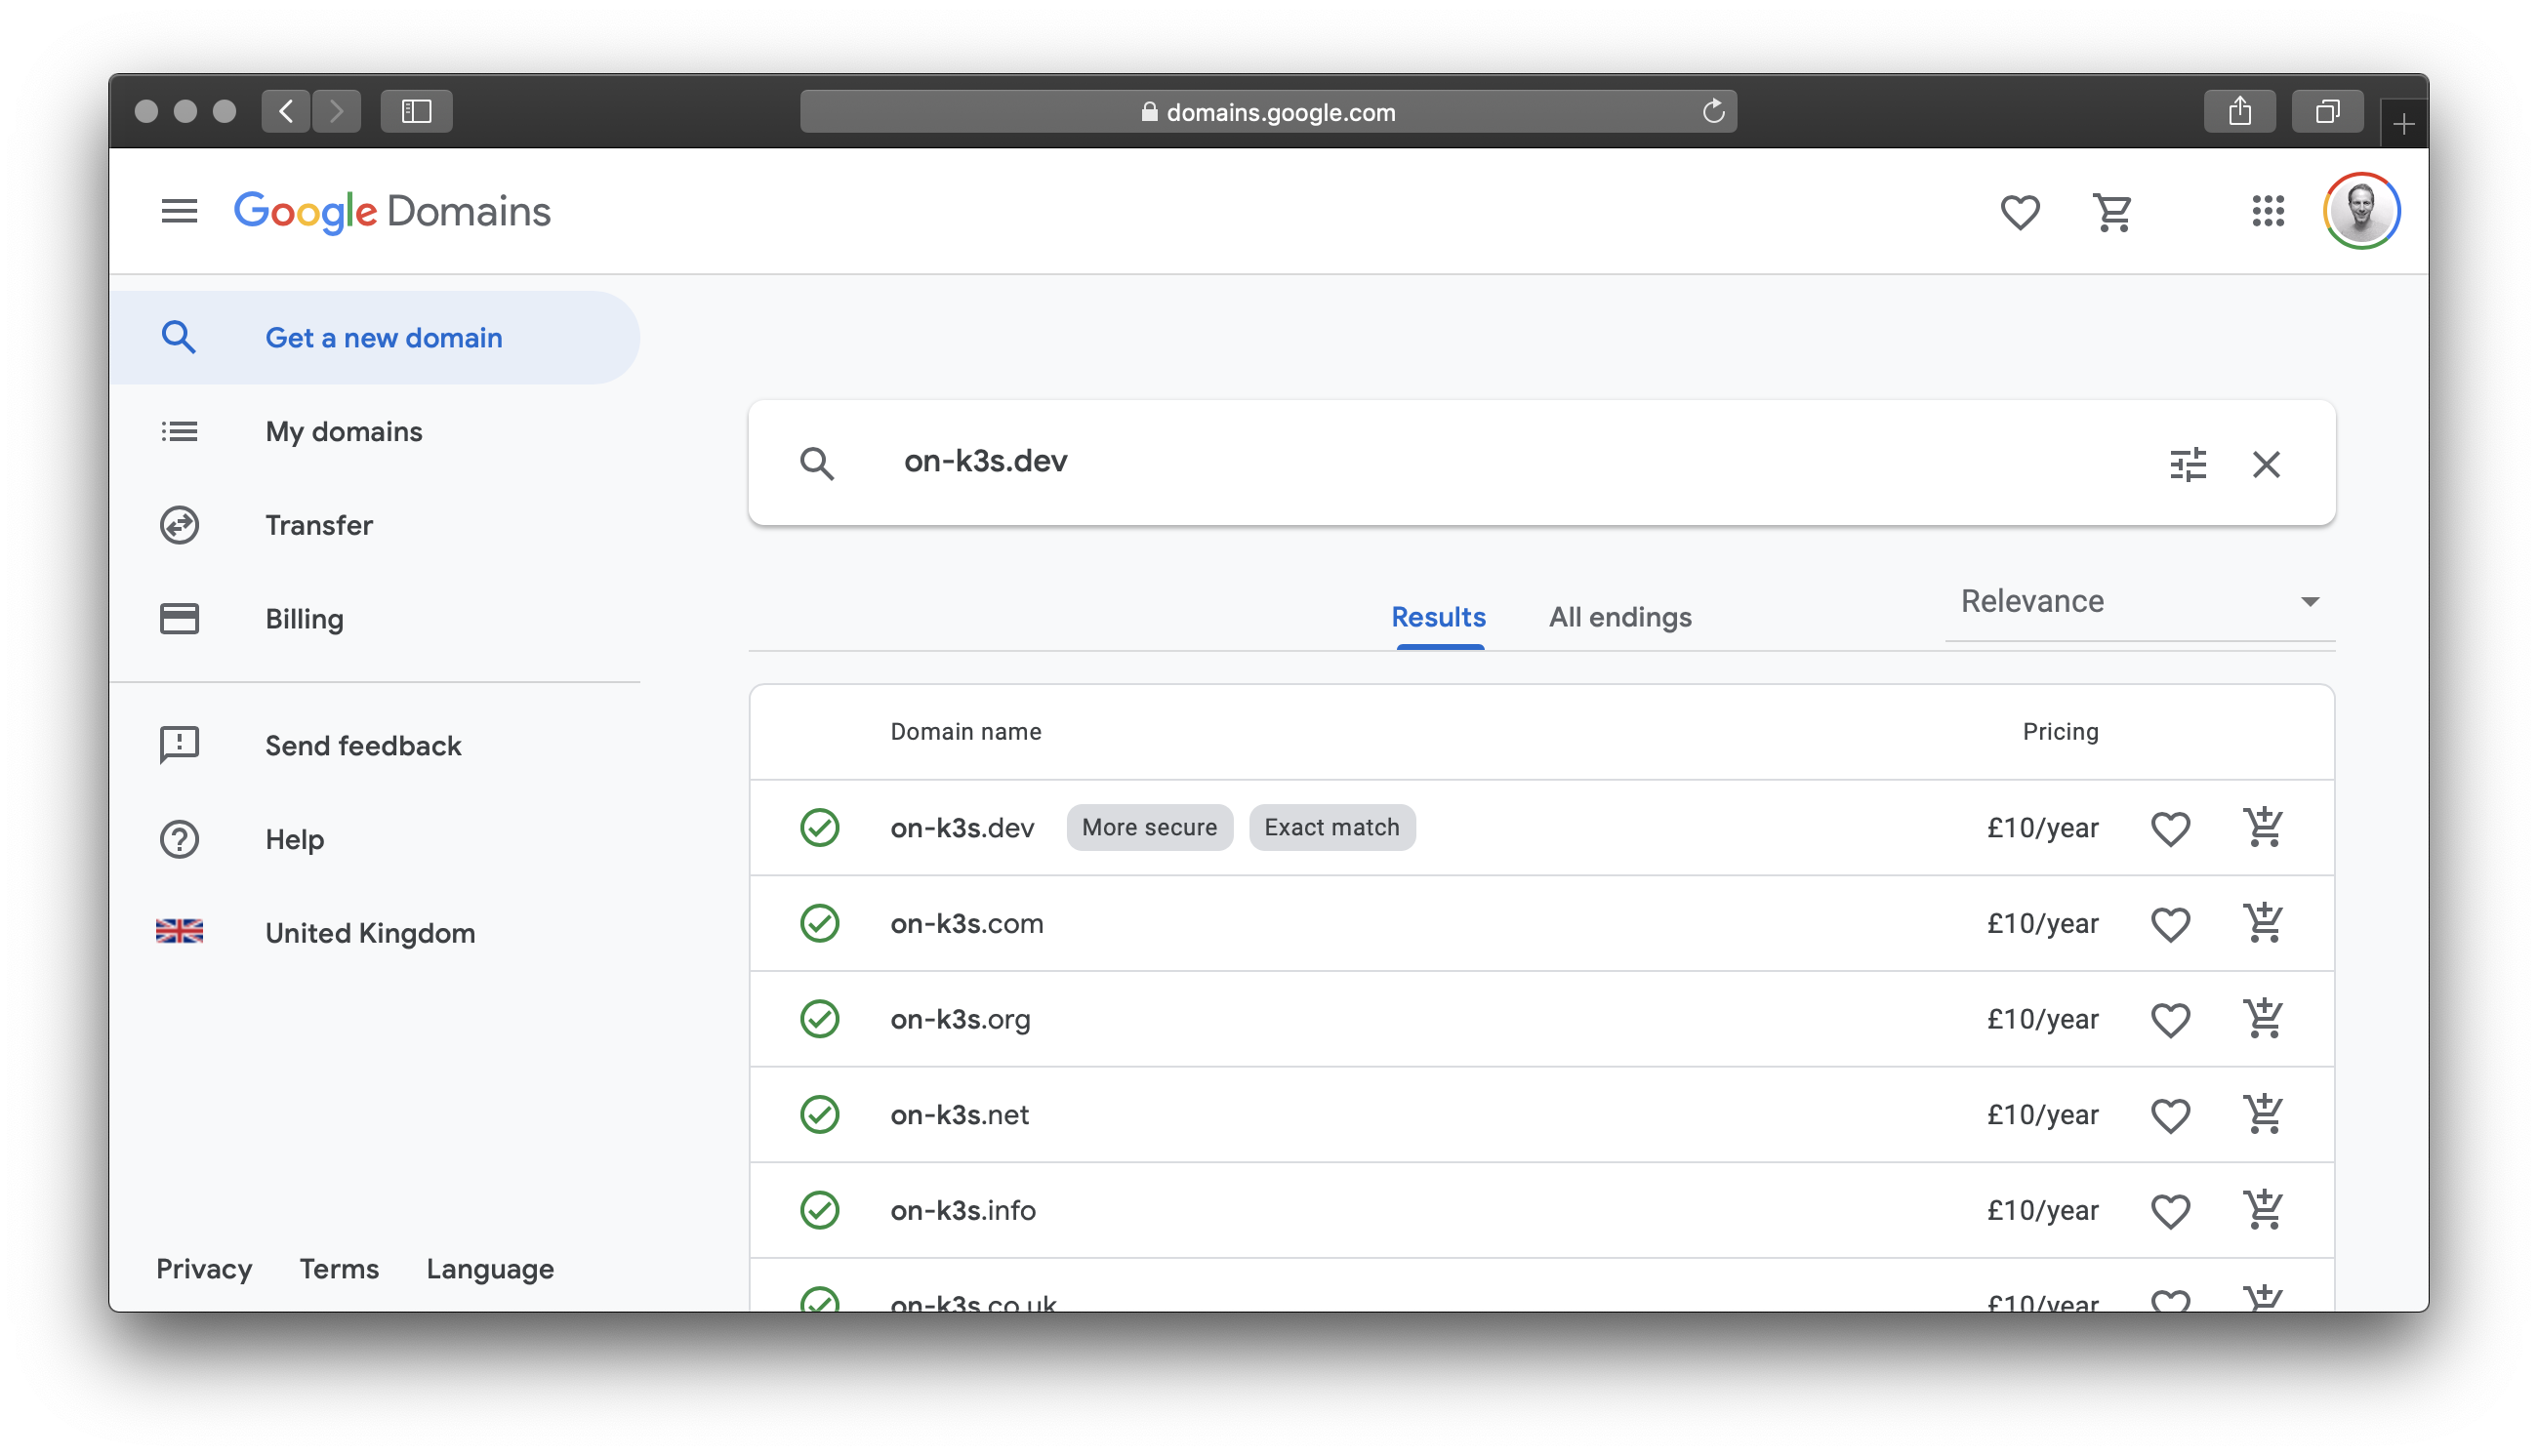 domains.google.com
Google Domains
Get a new domain
My domains
Transfer
Billing
Send feedback
Help
United Kingdom
Privacy Terms Language
on-k3s.dev
Results All endings Relevance
Domain name Pricing
on-k3s.dev More secure Exact match £10/year
on-k3s.com £10/year
on-k3s.org £10/year
on-k3s.net £10/year
on-k3s.info £10/year
on-k3s.co.uk £10/year